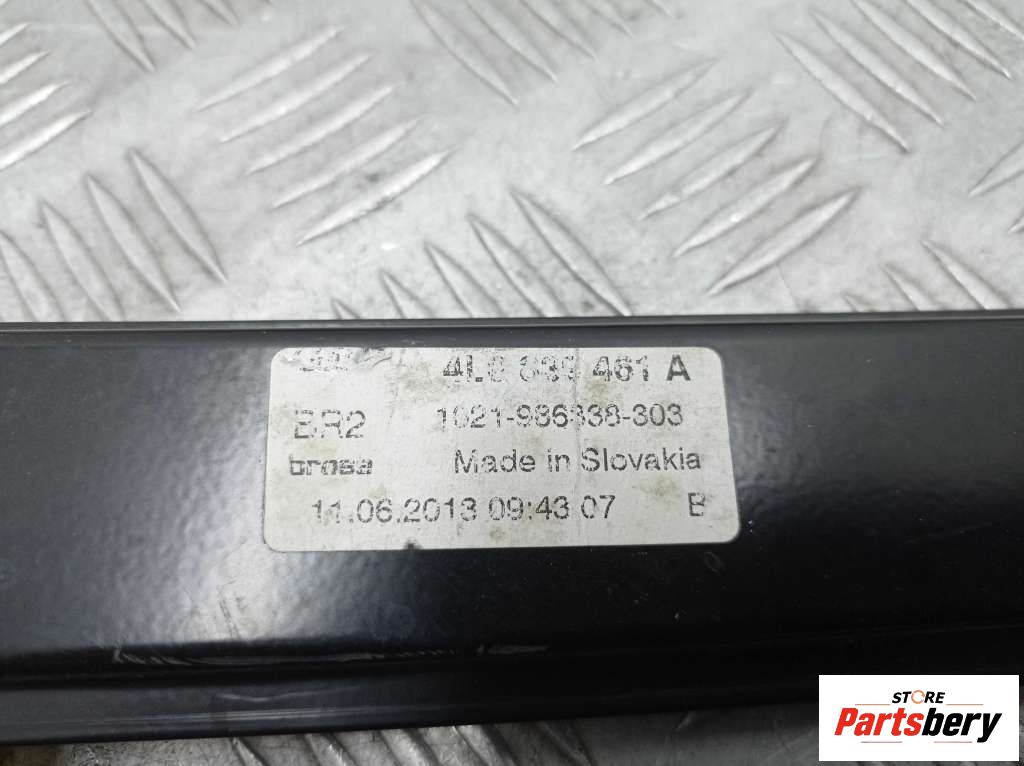 4L0 839 461 A
BR2 1021-986338-303
brose Made in Slovakia
11.06.2013 09:43 07 B
STORE
Partsbery